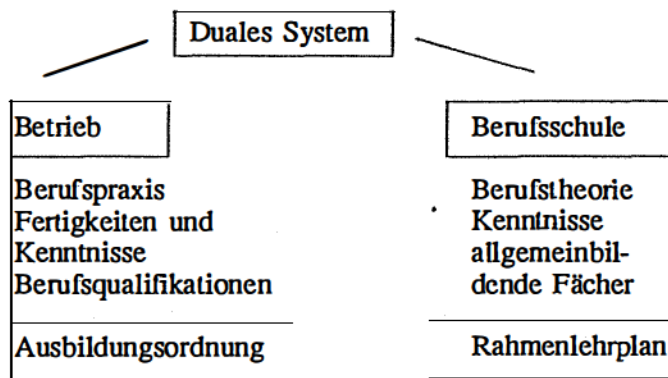 Duales System
Betrieb
Berufspraxis
Fertigkeiten und
Kenntnisse
Berufsqualifikationen
Ausbildungsordnung
Berufsschule
Berufstheorie
Kenntnisse
allgemeinbil-
dende Fächer
Rahmenlehrplan